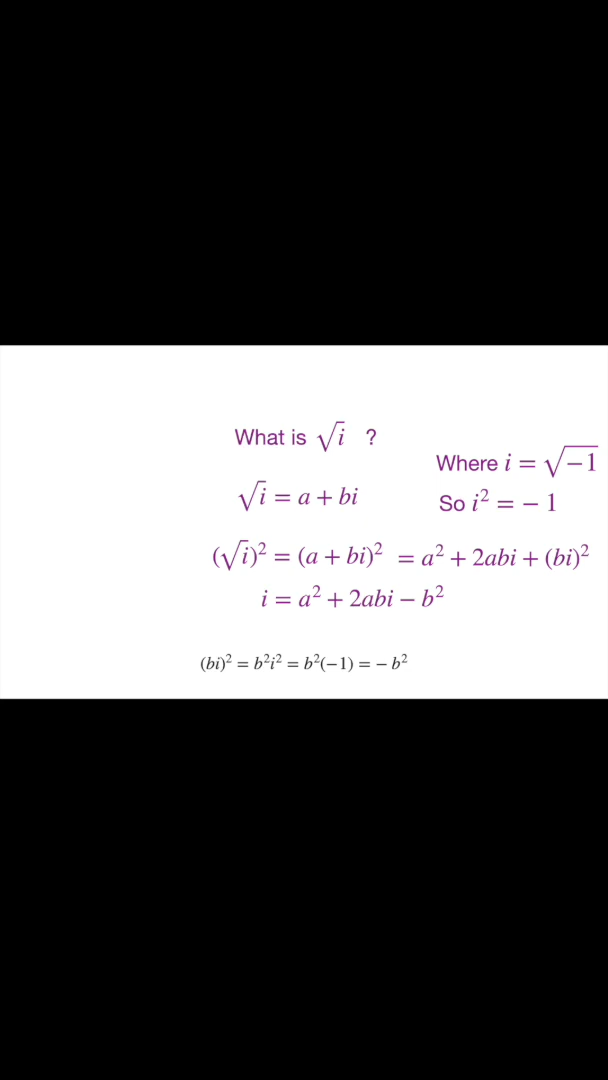 What is √i ?
Where i = √−1
√i = a + bi
So i² = − 1
(√i)² = (a + bi)² = a² + 2abi + (bi)²
i = a² + 2abi − b²
(bi)² = b²i² = b²(−1) = − b²